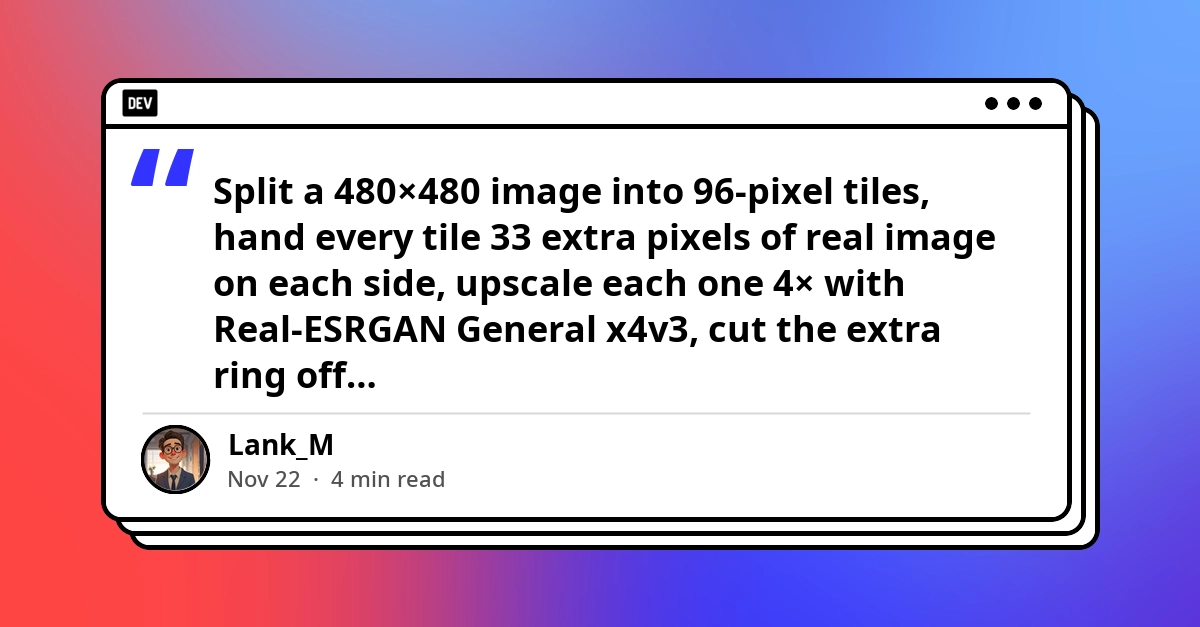 DEV
“
Split a 480×480 image into 96-pixel tiles,
hand every tile 33 extra pixels of real image
on each side, upscale each one 4× with
Real-ESRGAN General x4v3, cut the extra
ring off...
Lank_M
Nov 22 · 4 min read